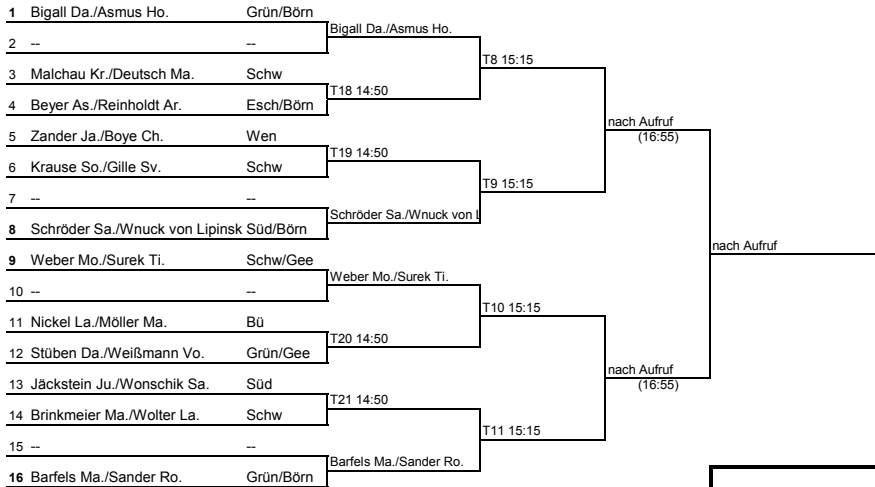 1 Bigall Da./Asmus Ho. Grün/Börn
Bigall Da./Asmus Ho.
2 -- --
T8 15:15
3 Malchau Kr./Deutsch Ma. Schw
T18 14:50
4 Beyer As./Reinholdt Ar. Esch/Börn
nach Aufruf
(16:55)
5 Zander Ja./Boye Ch. Wen
T19 14:50
6 Krause So./Gille Sv. Schw
T9 15:15
7 -- --
Schröder Sa./Wnuck von L
8 Schröder Sa./Wnuck von Lipinsk Süd/Börn
nach Aufruf
9 Weber Mo./Surek Ti. Schw/Gee
Weber Mo./Surek Ti.
10 -- --
T10 15:15
11 Nickel La./Möller Ma. Bü
T20 14:50
12 Stüben Da./Weißmann Vo. Grün/Gee
nach Aufruf
(16:55)
13 Jäckstein Ju./Wonschik Sa. Süd
T21 14:50
14 Brinkmeier Ma./Wolter La. Schw
T11 15:15
15 -- --
Barfels Ma./Sander Ro.
16 Barfels Ma./Sander Ro. Grün/Börn